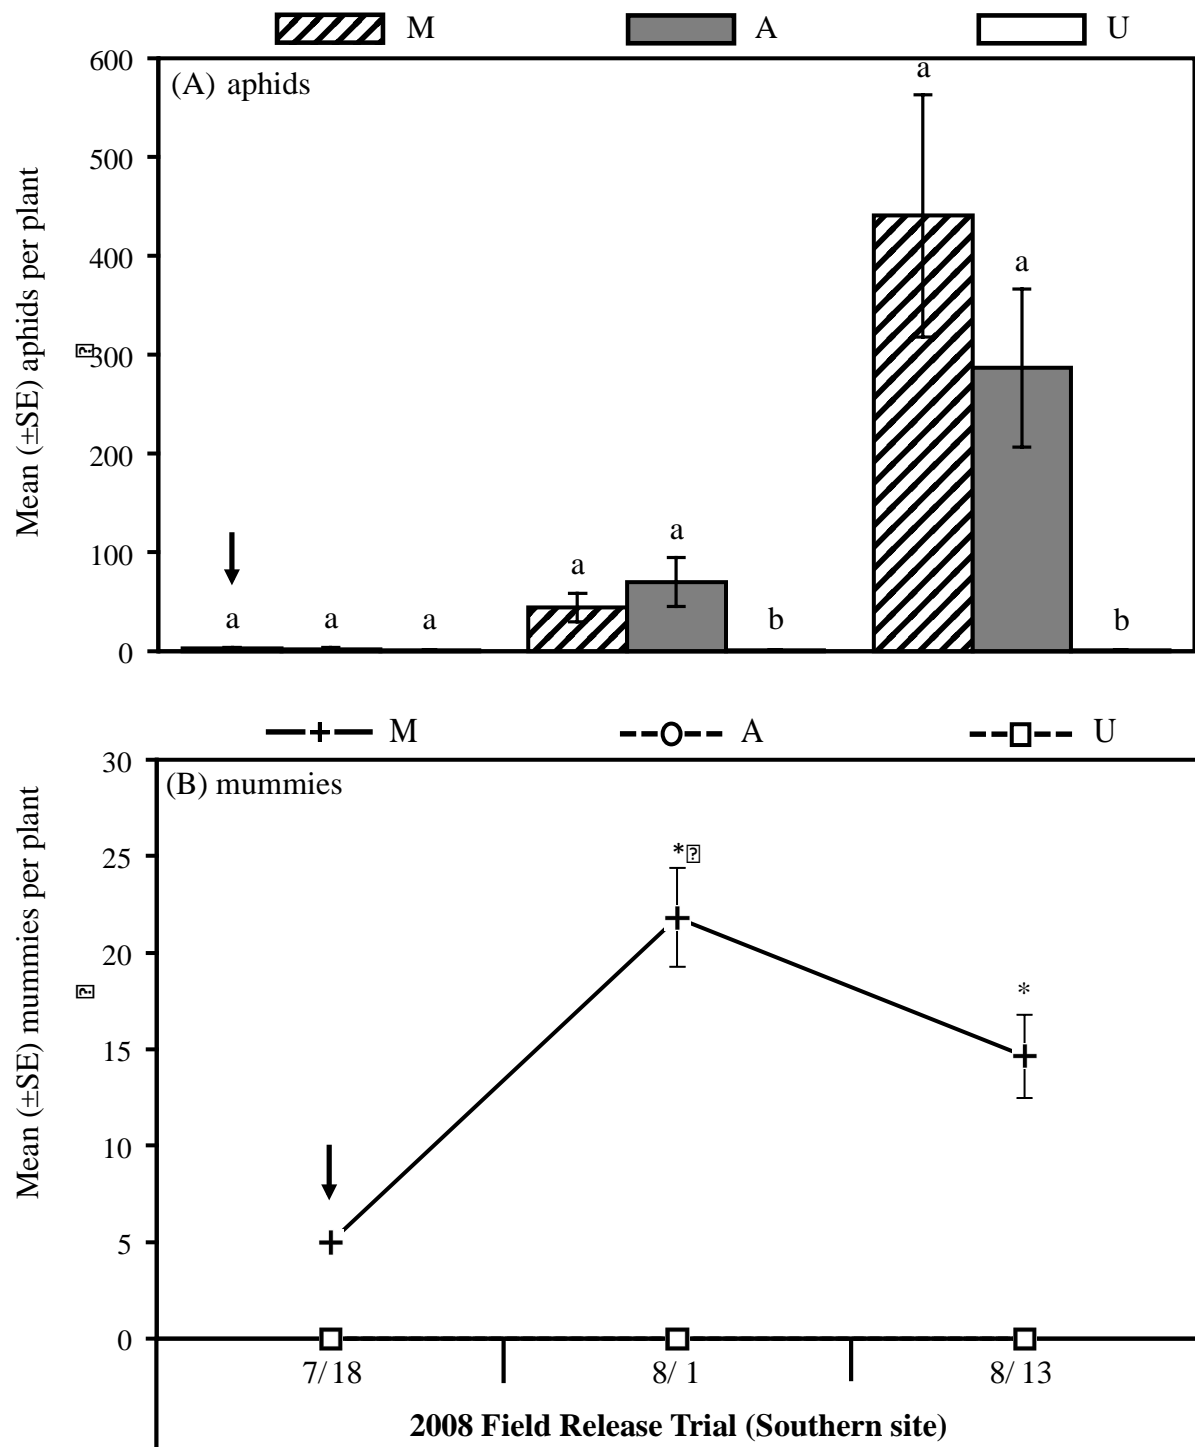 M A U
(A) aphids
Mean (±SE) aphids per plant
600
500
400
300
200
100
0
a a a
a a b
a a b
M A U
(B) mummies
Mean (±SE) mummies per plant
30
25
20
15
10
5
0
*
*
7/18 8/1 8/13
2008 Field Release Trial (Southern site)